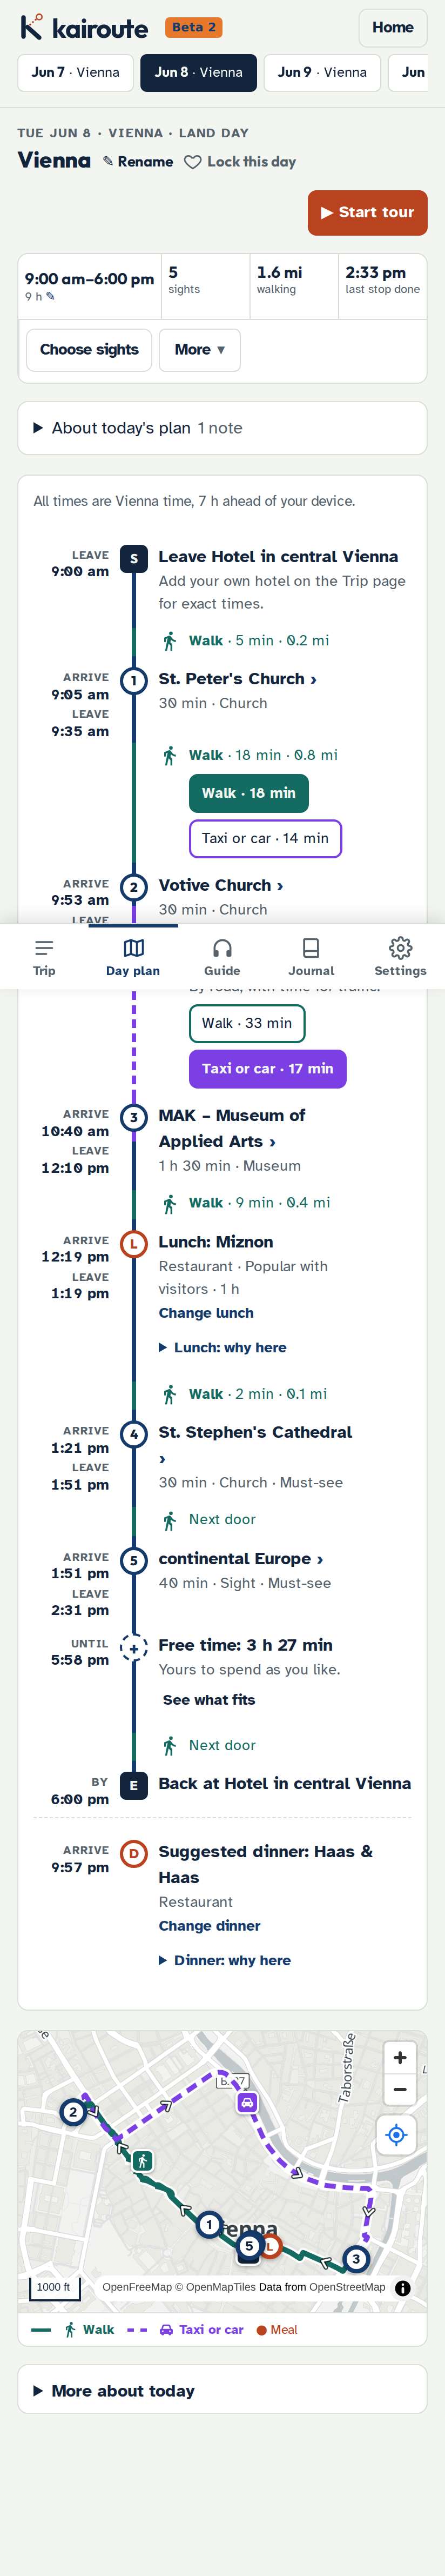 kairoute Beta 2 Home
Jun 7 · Vienna Jun 8 · Vienna Jun 9 · Vienna Jun
TUE JUN 8 · VIENNA · LAND DAY
Vienna ✎ Rename Lock this day
▶ Start tour
9:00 am–6:00 pm 5 1.6 mi 2:33 pm
9 h ✎ sights walking last stop done
Choose sights More ▾
▶ About today's plan 1 note
All times are Vienna time, 7 h ahead of your device.
LEAVE
9:00 am
S
Leave Hotel in central Vienna
Add your own hotel on the Trip page
for exact times.
Walk · 5 min · 0.2 mi
ARRIVE
9:05 am
LEAVE
9:35 am
1
St. Peter's Church ›
30 min · Church
Walk · 18 min · 0.8 mi
Walk · 18 min
Taxi or car · 14 min
ARRIVE
9:53 am
LEAVE
2
Votive Church ›
30 min · Church
Trip Day plan Guide Journal Settings
By road, with time for traffic.
Walk · 33 min
Taxi or car · 17 min
ARRIVE
10:40 am
LEAVE
12:10 pm
3
MAK – Museum of
Applied Arts ›
1 h 30 min · Museum
Walk · 9 min · 0.4 mi
ARRIVE
12:19 pm
LEAVE
1:19 pm
L
Lunch: Miznon
Restaurant · Popular with
visitors · 1 h
Change lunch
▶ Lunch: why here
Walk · 2 min · 0.1 mi
ARRIVE
1:21 pm
LEAVE
1:51 pm
4
St. Stephen's Cathedral
›
30 min · Church · Must-see
Next door
ARRIVE
1:51 pm
LEAVE
2:31 pm
5
continental Europe ›
40 min · Sight · Must-see
UNTIL
5:58 pm
+
Free time: 3 h 27 min
Yours to spend as you like.
See what fits
Next door
BY
6:00 pm
E
Back at Hotel in central Vienna
ARRIVE
9:57 pm
D
Suggested dinner: Haas &
Haas
Restaurant
Change dinner
▶ Dinner: why here
Taborstraße
+
−
2
1
5
L
3
1000 ft
OpenFreeMap © OpenMapTiles Data from OpenStreetMap
Walk Taxi or car Meal
▶ More about today